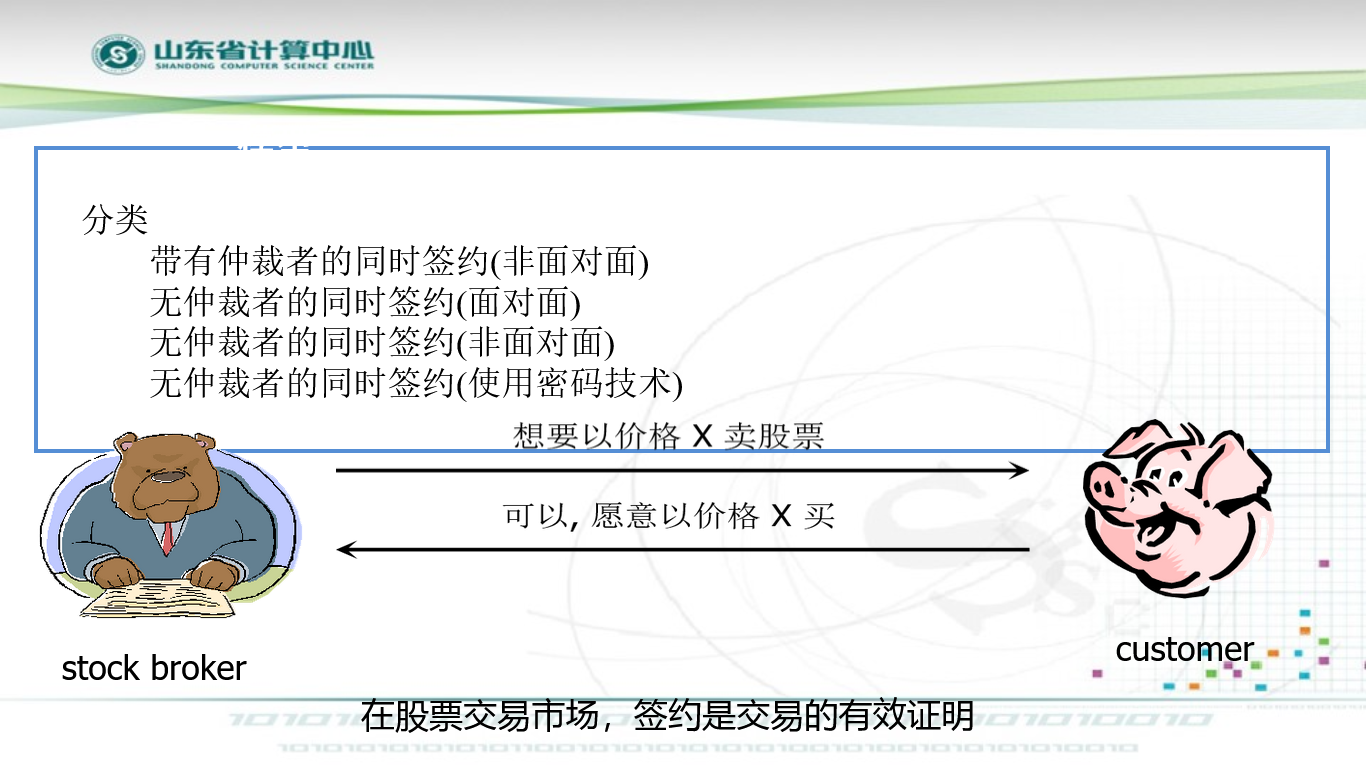 山东省计算中心
SHANDONG COMPUTER SCIENCE CENTER
分类
带有仲裁者的同时签约(非面对面)
无仲裁者的同时签约(面对面)
无仲裁者的同时签约(非面对面)
无仲裁者的同时签约(使用密码技术)
想要以价格 X 卖股票
可以, 愿意以价格 X 买
stock broker
customer
在股票交易市场，签约是交易的有效证明